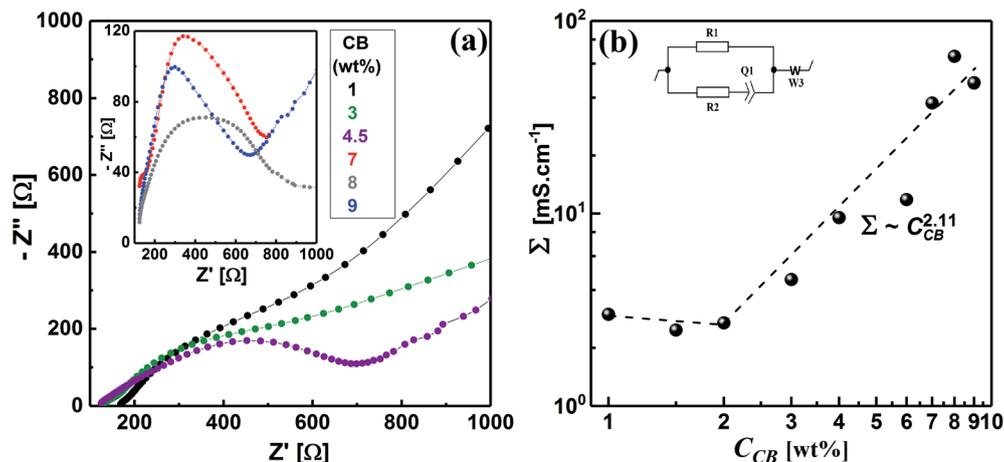 (a)
- Z" [Ω]
1000
800
600
400
200
0
200 400 600 800 1000
Z' [Ω]
- Z" [Ω]
120
80
40
0
200 400 600 800 1000
Z' [Ω]
CB
(wt%)
1
3
4.5
7
8
9
(b)
R1
Q1
R2
W
W3
Σ [mS.cm⁻¹]
10²
10¹
10⁰
Σ ~ C_CB^2.11
1 2 3 4 5 6 7 8 9 10
C_CB [wt%]